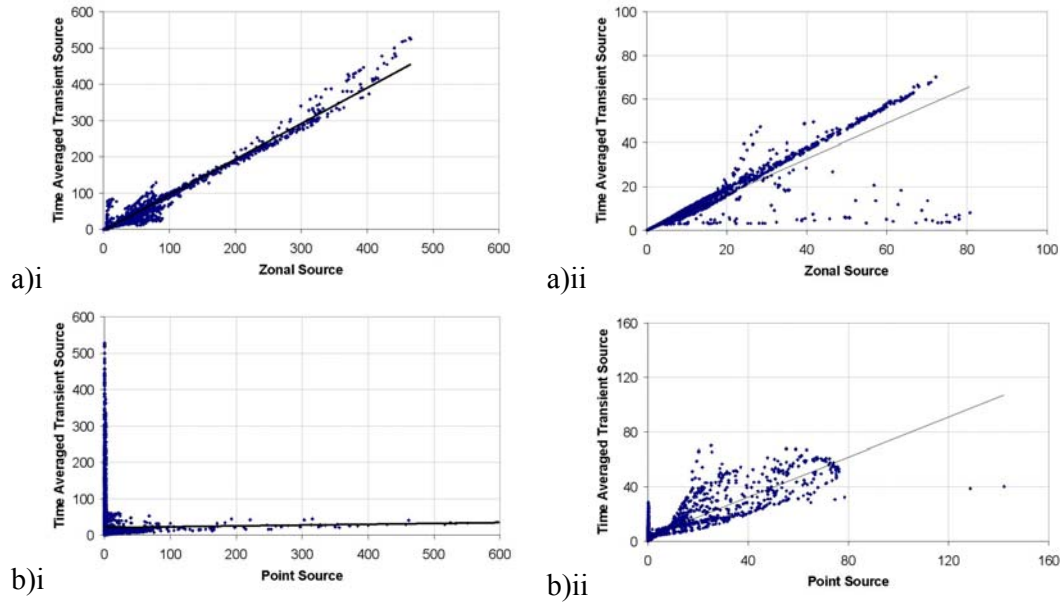 600
500
400
300
200
100
0
0 100 200 300 400 500 600
Time Averaged Transient Source
Zonal Source
a)i
100
80
60
40
20
0
0 20 40 60 80 100
Time Averaged Transient Source
Zonal Source
a)ii
600
500
400
300
200
100
0
0 100 200 300 400 500 600
Time Averaged Transient Source
Point Source
b)i
160
120
80
40
0
0 40 80 120 160
Time Averaged Transient Source
Point Source
b)ii